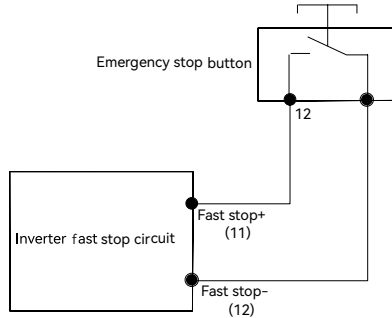 Emergency stop button
12
Fast stop+
(11)
Inverter fast stop circuit
Fast stop-
(12)